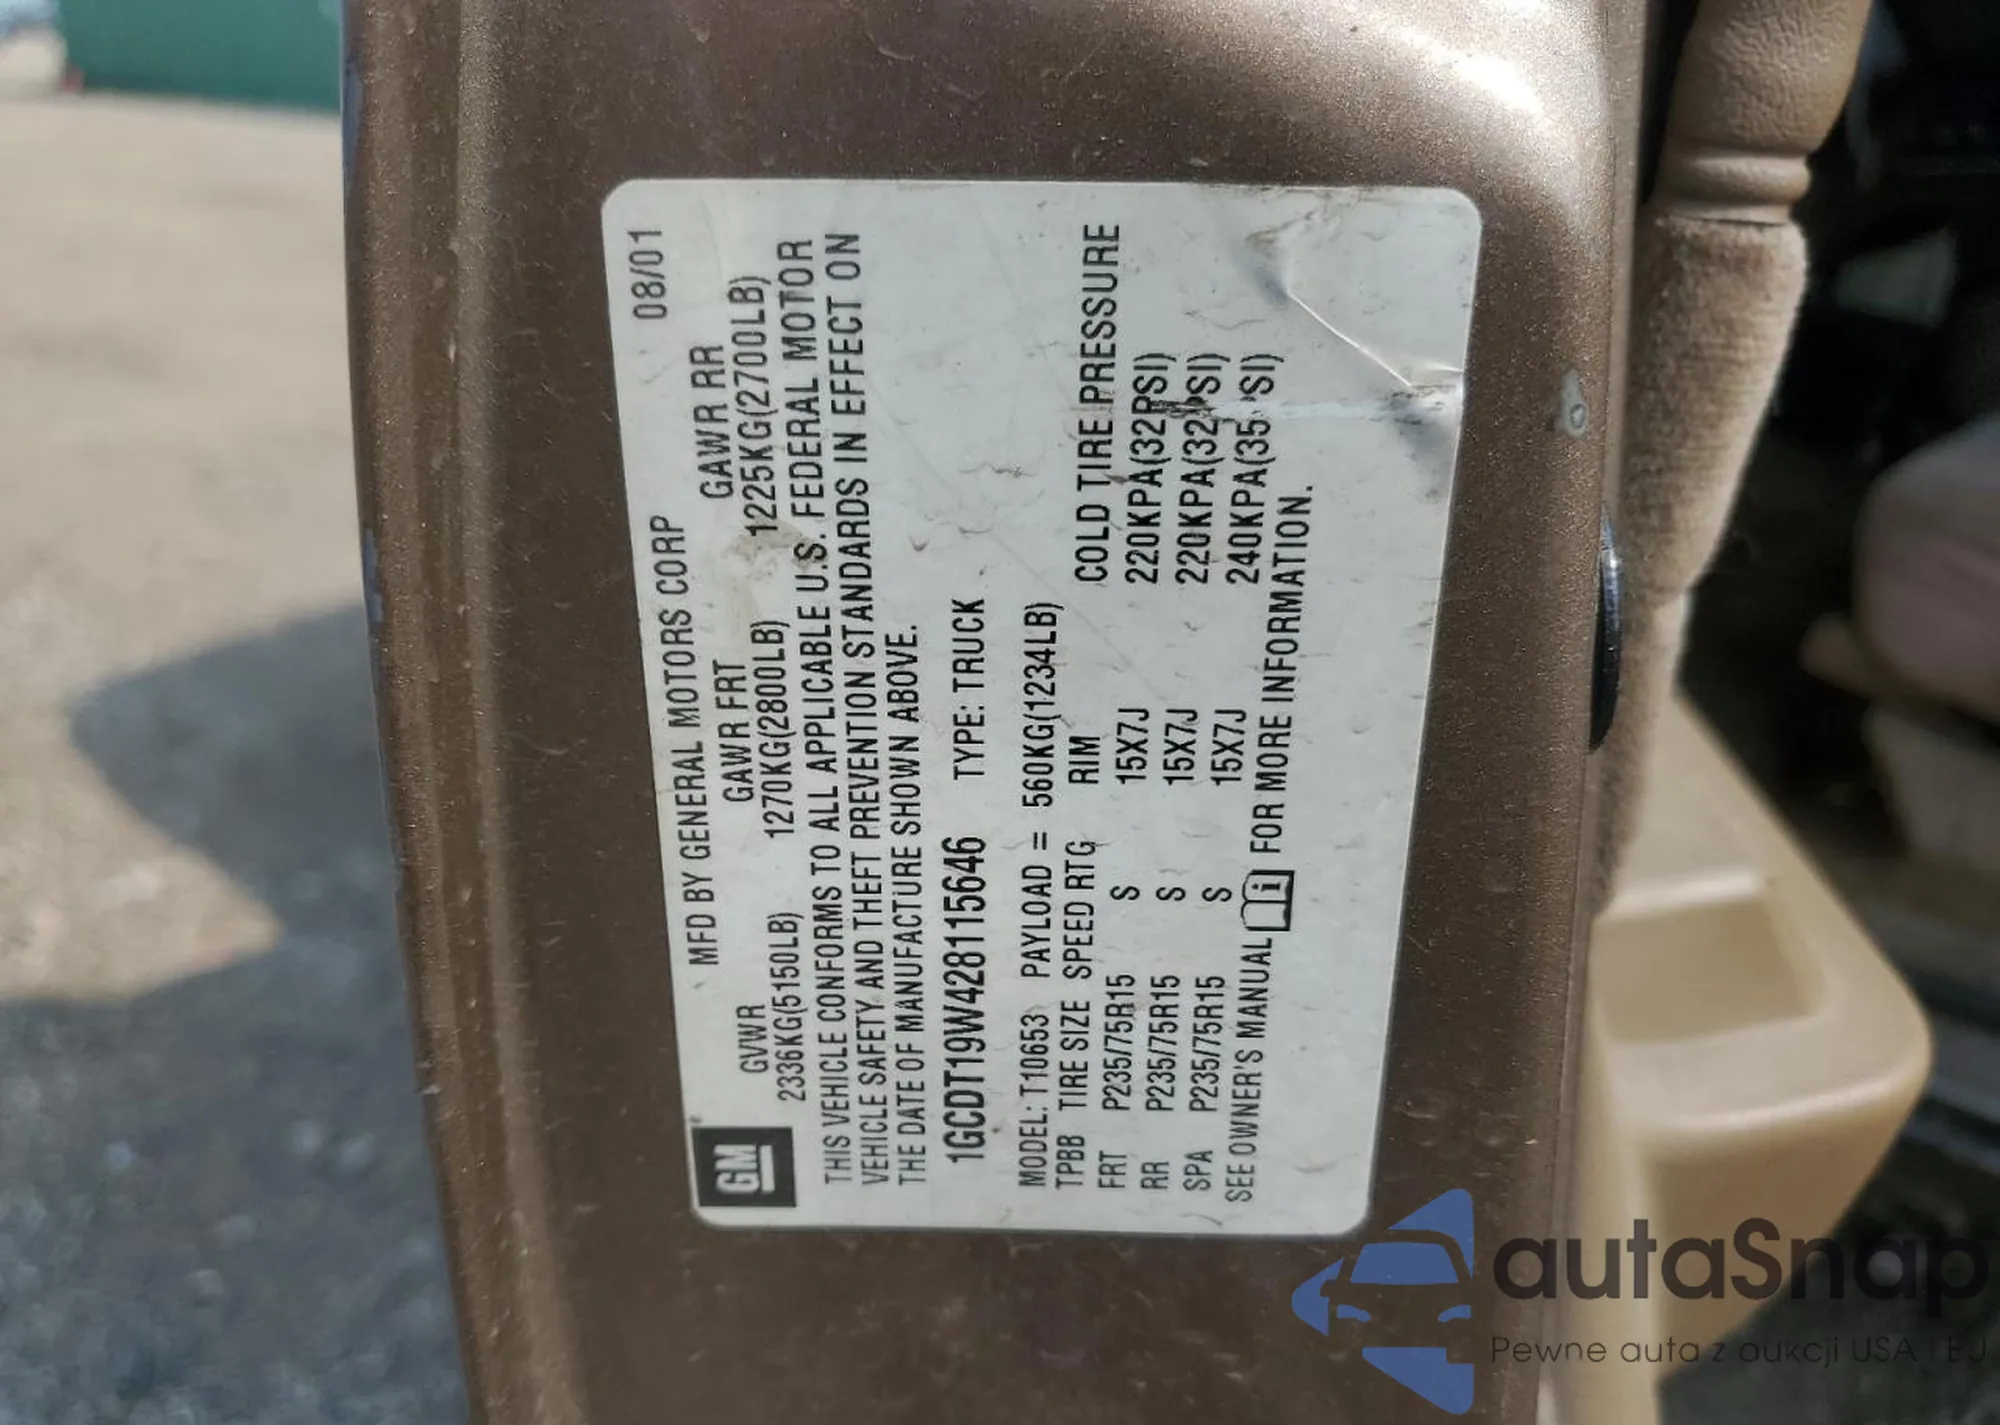 MFD BY GENERAL MOTORS CORP 08/01
GVWR GAWR FRT GAWR RR
2336KG(5150LB) 1270KG(2800LB) 1225KG(2700LB)
THIS VEHICLE CONFORMS TO ALL APPLICABLE U.S. FEDERAL MOTOR
VEHICLE SAFETY AND THEFT PREVENTION STANDARDS IN EFFECT ON
THE DATE OF MANUFACTURE SHOWN ABOVE.
1GCDT19W428115646 TYPE: TRUCK
MODEL: T10653 PAYLOAD = 560KG(1234LB)
TPBB TIRE SIZE SPEED RTG RIM COLD TIRE PRESSURE
FRT P235/75R15 S 15X7J 220KPA(32PSI)
RR P235/75R15 S 15X7J 220KPA(32PSI)
SPA P235/75R15 S 15X7J 240KPA(35PSI)
SEE OWNER'S MANUAL i FOR MORE INFORMATION.
GM
autaSnap
Pewne auta z aukcji USA i EU